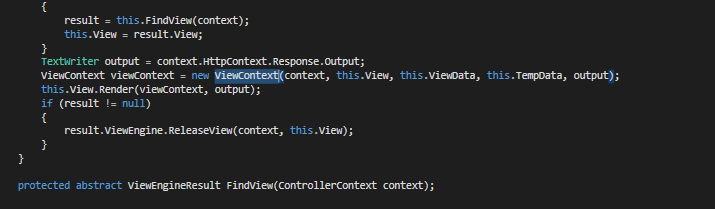 {
result = this.FindView(context);
this.View = result.View;
}
TextWriter output = context.HttpContext.Response.Output;
ViewContext viewContext = new ViewContext(context, this.View, this.ViewData, this.TempData, output);
this.View.Render(viewContext, output);
if (result != null)
{
result.ViewEngine.ReleaseView(context, this.View);
}
}
protected abstract ViewEngineResult FindView(ControllerContext context);